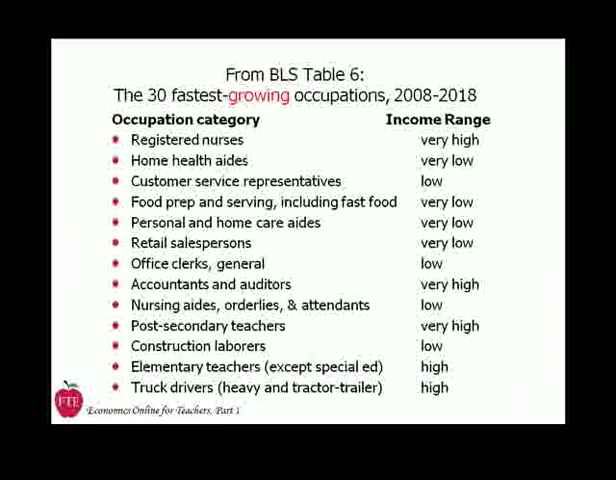 From BLS Table 6:
The 30 fastest-growing occupations, 2008-2018
Occupation category Income Range
Registered nurses very high
Home health aides very low
Customer service representatives low
Food prep and serving, including fast food very low
Personal and home care aides very low
Retail salespersons very low
Office clerks, general low
Accountants and auditors very high
Nursing aides, orderlies, & attendants low
Post-secondary teachers very high
Construction laborers low
Elementary teachers (except special ed) high
Truck drivers (heavy and tractor-trailer) high
FTE
Economics Online for Teachers, Part 1